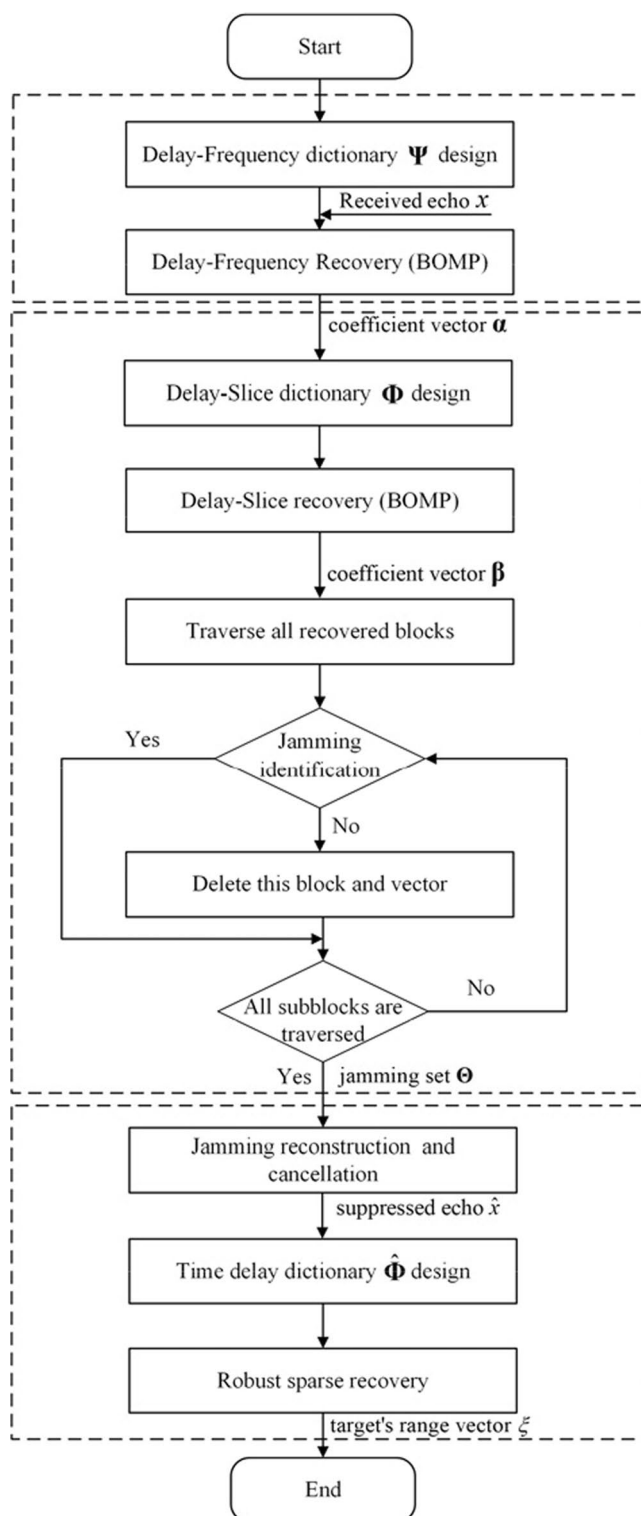 Start
Delay-Frequency dictionary Ψ design
Received echo x
Delay-Frequency Recovery (BOMP)
coefficient vector α
Delay-Slice dictionary Φ design
Delay-Slice recovery (BOMP)
coefficient vector β
Traverse all recovered blocks
Yes
Jamming
identification
No
Delete this block and vector
All subblocks are
traversed
No
Yes
jamming set Θ
Jamming reconstruction and
cancellation
suppressed echo x̂
Time delay dictionary Φ̂ design
Robust sparse recovery
target's range vector ξ
End